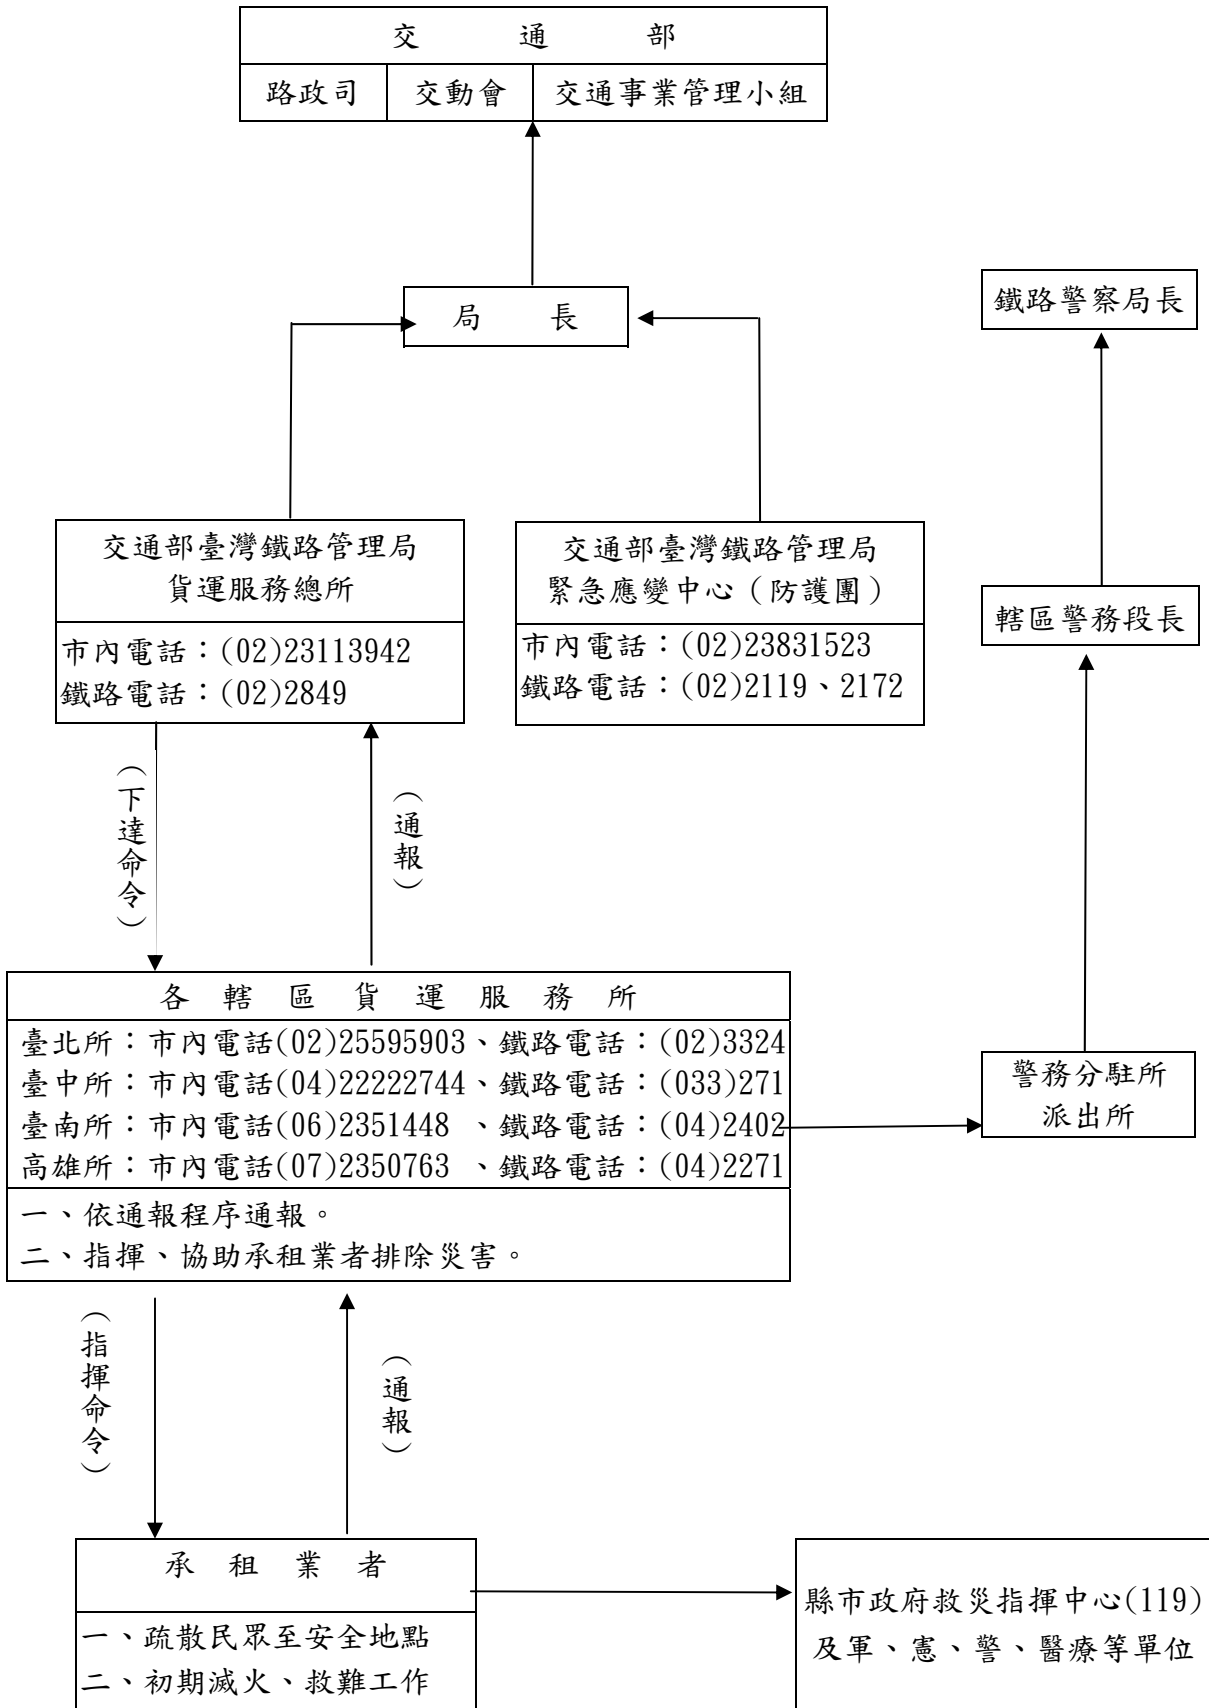 交通部
路政司 交動會 交通事業管理小組
局長
鐵路警察局長
交通部臺灣鐵路管理局
貨運服務總所
市內電話：(02)23113942
鐵路電話：(02)2849
交通部臺灣鐵路管理局
緊急應變中心（防護團）
市內電話：(02)23831523
鐵路電話：(02)2119、2172
轄區警務段長
（下達命令）
（通報）
各轄區貨運服務所
臺北所：市內電話(02)25595903、鐵路電話：(02)3324
臺中所：市內電話(04)22222744、鐵路電話：(033)271
臺南所：市內電話(06)2351448 、鐵路電話：(04)2402
高雄所：市內電話(07)2350763 、鐵路電話：(04)2271
一、依通報程序通報。
二、指揮、協助承租業者排除災害。
警務分駐所
派出所
（指揮命令）
（通報）
承租業者
一、疏散民眾至安全地點
二、初期滅火、救難工作
縣市政府救災指揮中心(119)
及軍、憲、警、醫療等單位